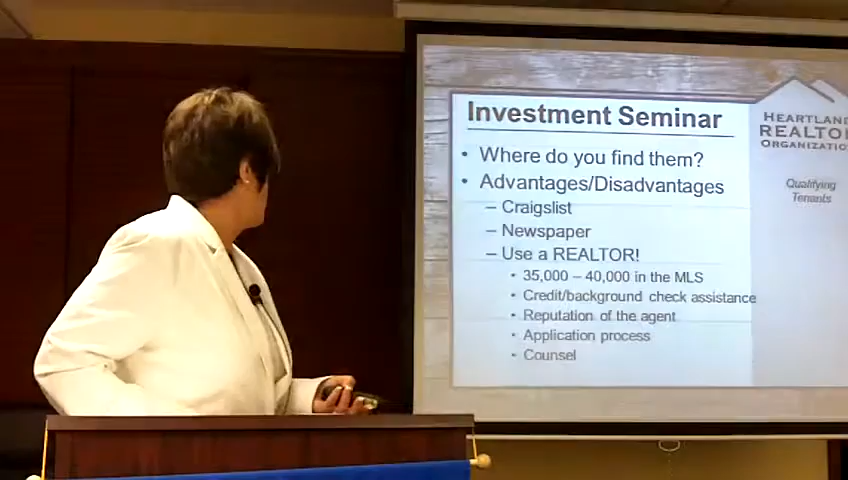 Investment Seminar
• Where do you find them?
• Advantages/Disadvantages
– Craigslist
– Newspaper
– Use a REALTOR!
• 35,000 – 40,000 in the MLS
• Credit/background check assistance
• Reputation of the agent
• Application process
• Counsel
HEARTLAND
REALTOR
ORGANIZATIO
Qualifying
Tenants